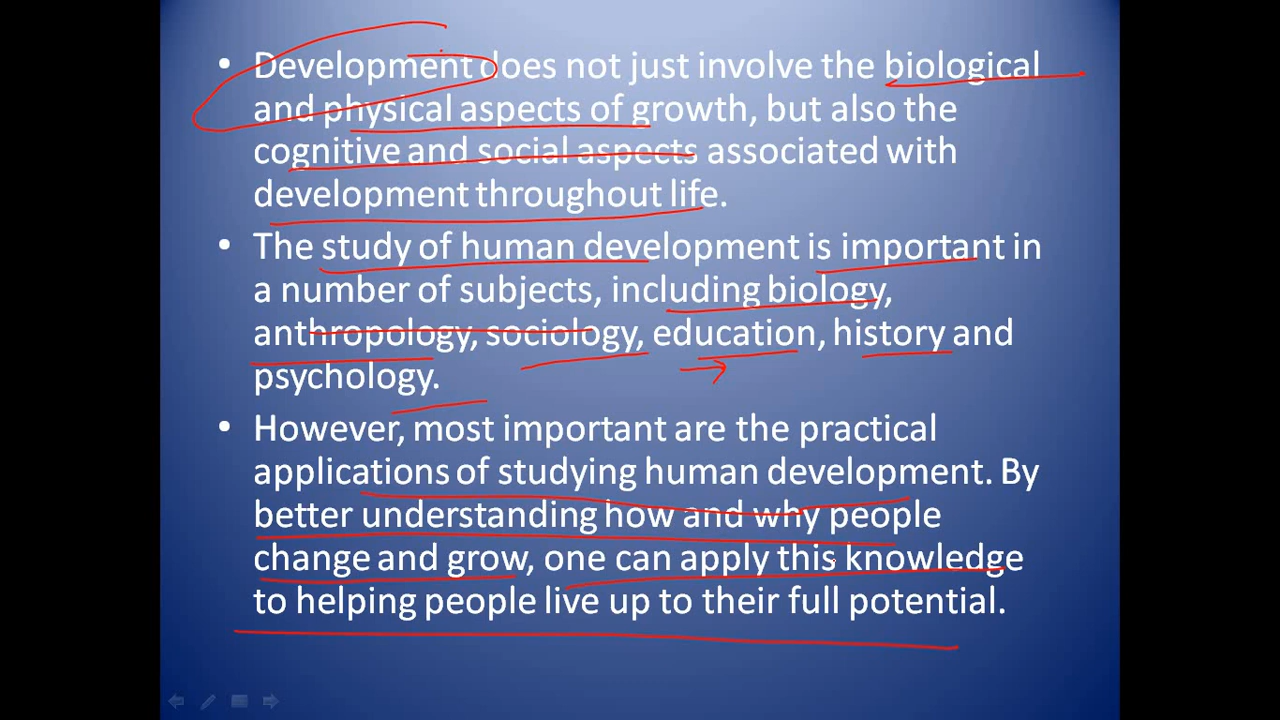 • Development does not just involve the biological
and physical aspects of growth, but also the
cognitive and social aspects associated with
development throughout life.
• The study of human development is important in
a number of subjects, including biology,
anthropology, sociology, education, history and
psychology.
• However, most important are the practical
applications of studying human development. By
better understanding how and why people
change and grow, one can apply this knowledge
to helping people live up to their full potential.